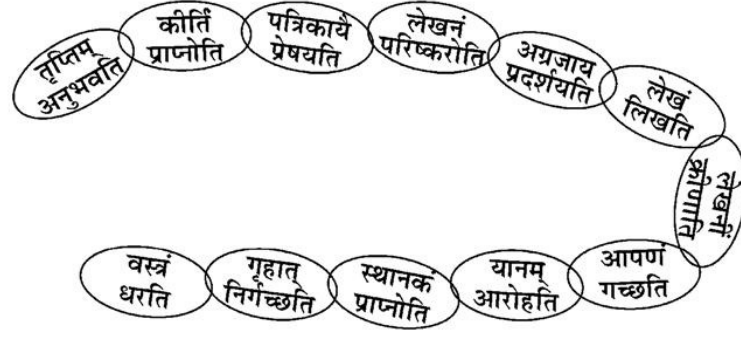 तृप्तिम्
अनुभवति
कीर्तिं
प्राप्नोति
पत्रिकायै
प्रेषयति
लेखनं
परिष्करोति
अग्रजाय
प्रदर्शयति
लेखं
लिखति
लेखनीं
क्रीणाति
आपणं
गच्छति
यानम्
आरोहति
स्थानकं
प्राप्नोति
गृहात्
निर्गच्छति
वस्त्रं
धरति